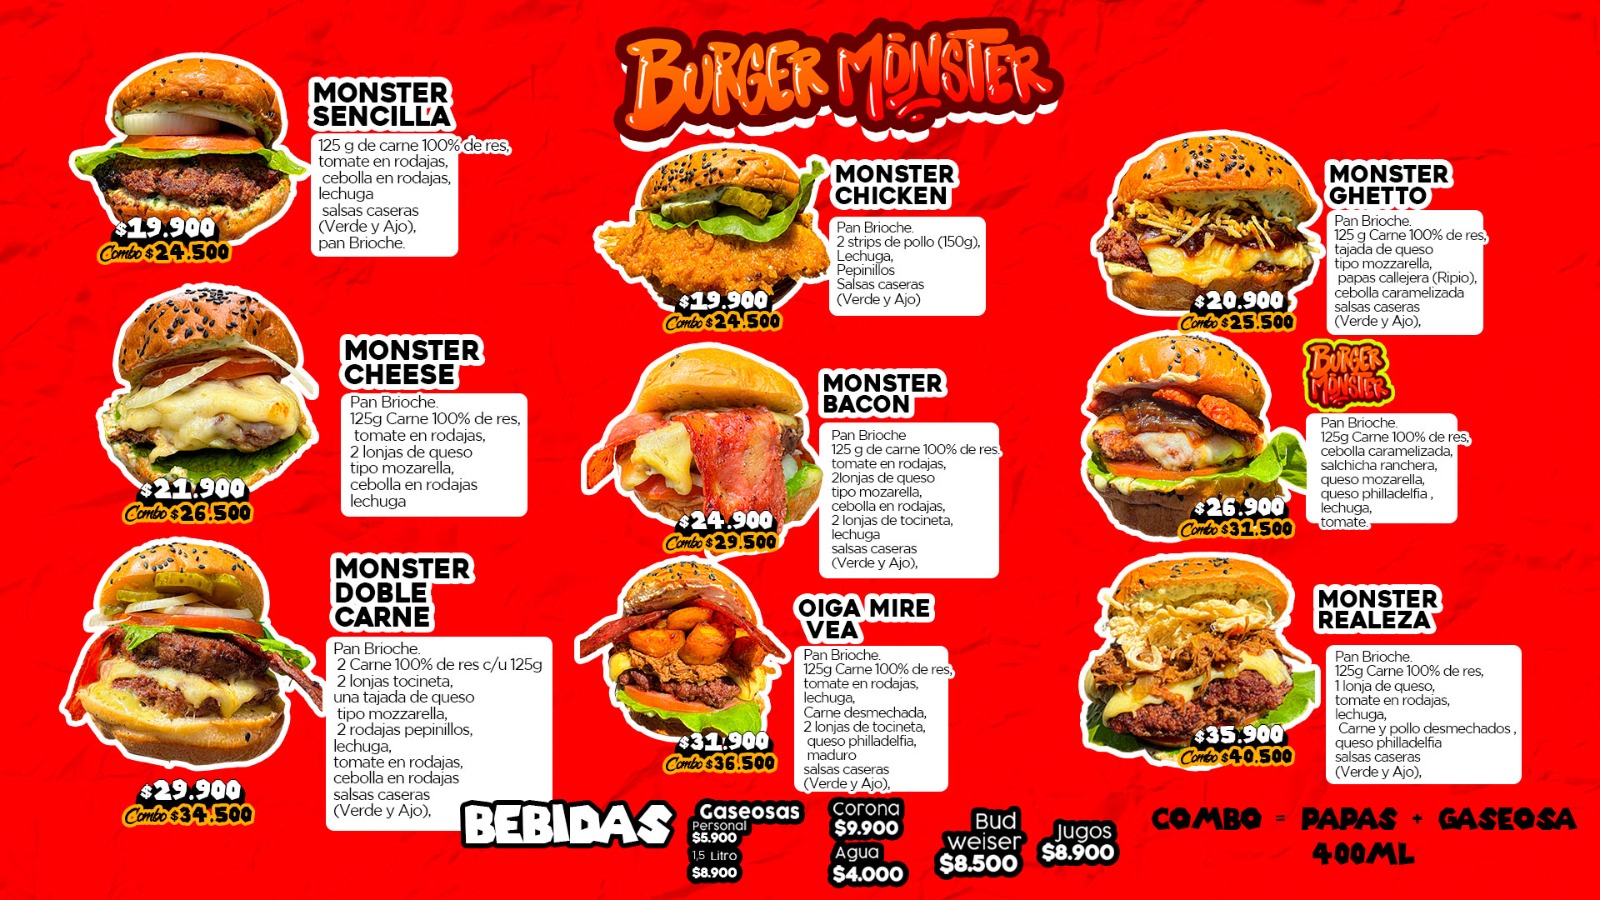 BURGER MONSTER
MONSTER
SENCILLA
125 g de carne 100% de res,
tomate en rodajas,
cebolla en rodajas,
lechuga
salsas caseras
(Verde y Ajo),
pan Brioche.
$19.900
Combo $24.500
MONSTER
CHEESE
Pan Brioche.
125g Carne 100% de res,
tomate en rodajas,
2 lonjas de queso
tipo mozarella,
cebolla en rodajas
lechuga
$21.900
Combo $26.500
MONSTER
DOBLE
CARNE
Pan Brioche.
2 Carne 100% de res c/u 125g
2 lonjas tocineta,
una tajada de queso
tipo mozzarella,
2 rodajas pepinillos,
lechuga,
tomate en rodajas,
cebolla en rodajas
salsas caseras
(Verde y Ajo),
$29.900
Combo $34.500
MONSTER
CHICKEN
Pan Brioche.
2 strips de pollo (150g),
Lechuga,
Pepinillos
Salsas caseras
(Verde y Ajo)
$19.900
Combo $24.500
MONSTER
BACON
Pan Brioche
125 g de carne 100% de res.
tomate en rodajas,
2lonjas de queso
tipo mozarella,
cebolla en rodajas,
2 lonjas de tocineta,
lechuga
salsas caseras
(Verde y Ajo),
$24.900
Combo $29.500
OIGA MIRE
VEA
Pan Brioche.
125g Carne 100% de res,
tomate en rodajas,
lechuga,
Carne desmechada,
2 lonjas de tocineta,
queso philladelfia,
maduro
salsas caseras
(Verde y Ajo),
$31.900
Combo $36.500
MONSTER
GHETTO
Pan Brioche.
125 g Carne 100% de res,
tajada de queso
tipo mozzarella,
papas callejera (Ripio),
cebolla caramelizada
salsas caseras
(Verde y Ajo),
$20.900
Combo $25.500
BURGER
MONSTER
Pan Brioche.
125g Carne 100% de res,
cebolla caramelizada,
salchicha ranchera,
queso mozarella,
queso philladelfia ,
lechuga,
tomate.
$26.900
Combo $31.500
MONSTER
REALEZA
Pan Brioche.
125g Carne 100% de res,
1 lonja de queso,
tomate en rodajas,
lechuga,
Carne y pollo desmechados ,
queso philladelfia
salsas caseras
(Verde y Ajo),
$35.900
Combo $40.500
BEBIDAS
Gaseosas
Personal
$5.900
1,5 Litro
$8.900
Corona
$9.900
Agua
$4.000
Bud
weiser
$8.500
Jugos
$8.900
COMBO = PAPAS + GASEOSA
400ML